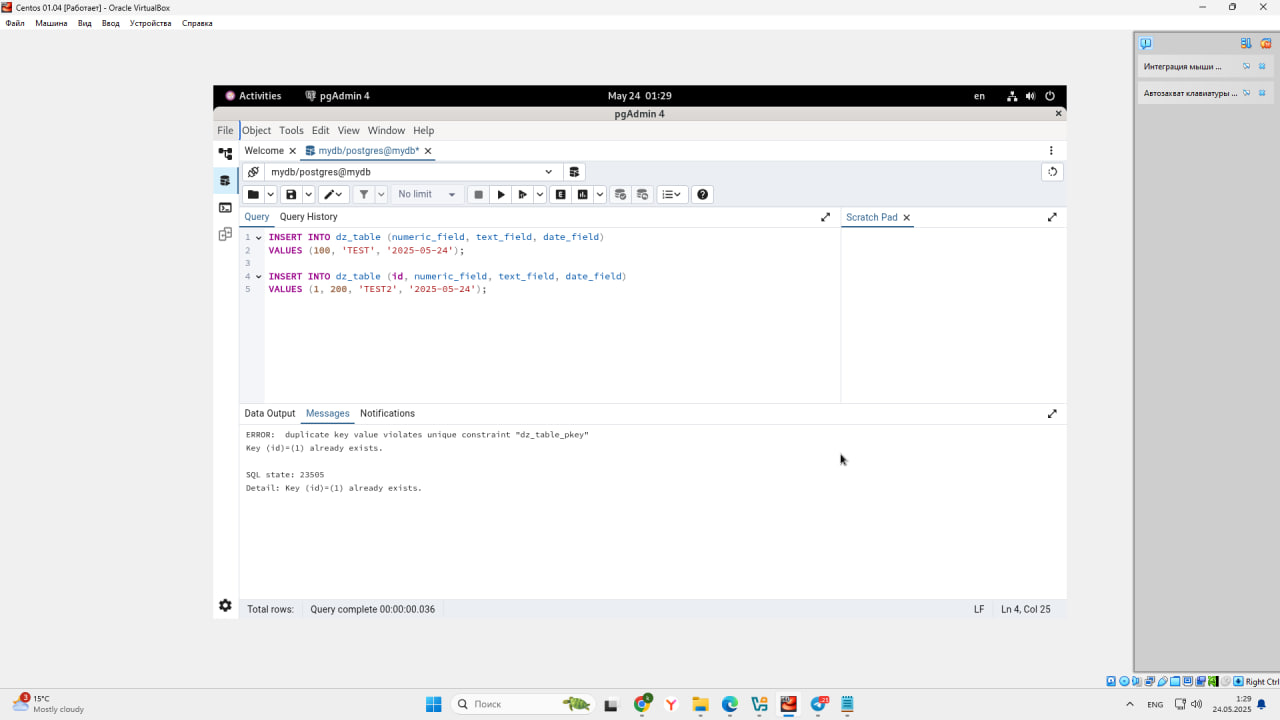 Centos 01.04 [Работает] - Oracle VirtualBox
Файл Машина Вид Ввод Устройства Справка
Интеграция мыши ...
Автозахват клавиатуры ...
Activities pgAdmin 4 May 24 01:29 en
pgAdmin 4
File Object Tools Edit View Window Help
Welcome mydb/postgres@mydb*
mydb/postgres@mydb
No limit
Query Query History Scratch Pad
1 INSERT INTO dz_table (numeric_field, text_field, date_field)
2 VALUES (100, 'TEST', '2025-05-24');
3
4 INSERT INTO dz_table (id, numeric_field, text_field, date_field)
5 VALUES (1, 200, 'TEST2', '2025-05-24');
Data Output Messages Notifications
ERROR:  duplicate key value violates unique constraint "dz_table_pkey"
Key (id)=(1) already exists.
SQL state: 23505
Detail: Key (id)=(1) already exists.
Total rows: Query complete 00:00:00.036 LF Ln 4, Col 25
Right Ctrl
3
15°C
Mostly cloudy
Поиск
ENG
1:29
24.05.2025